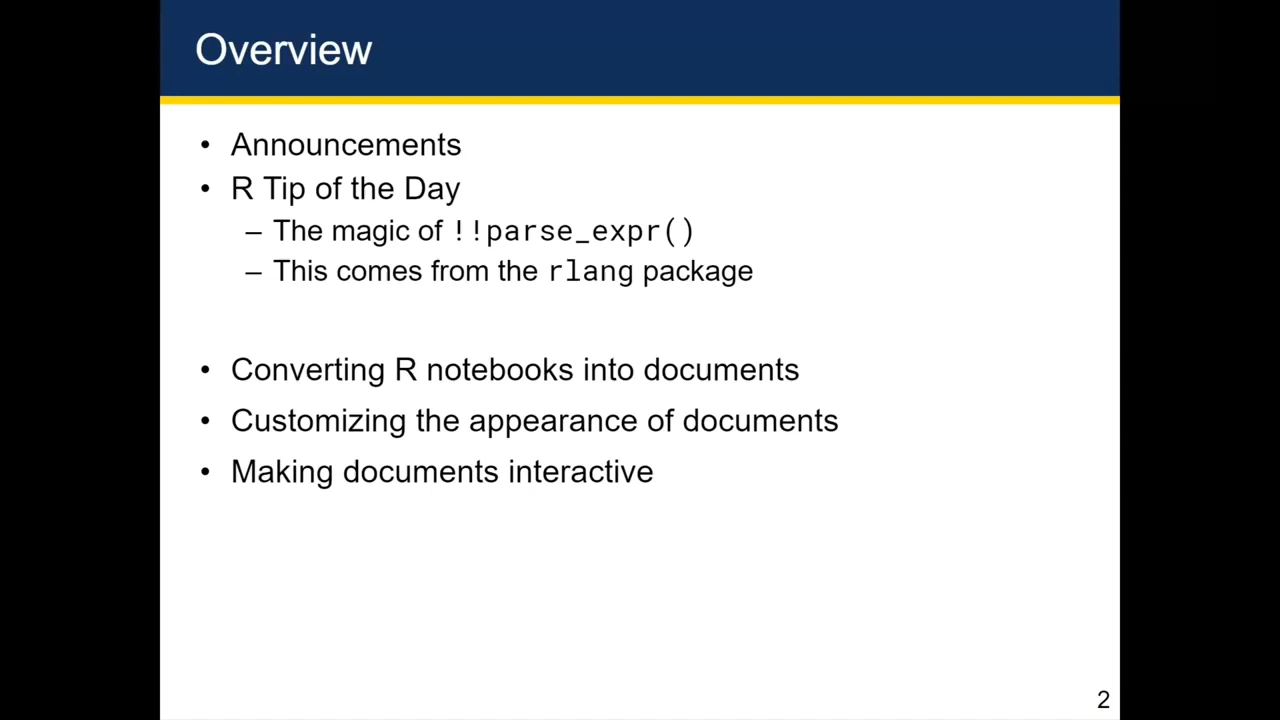 Overview
• Announcements
• R Tip of the Day
– The magic of !!parse_expr()
– This comes from the rlang package
• Converting R notebooks into documents
• Customizing the appearance of documents
• Making documents interactive
2